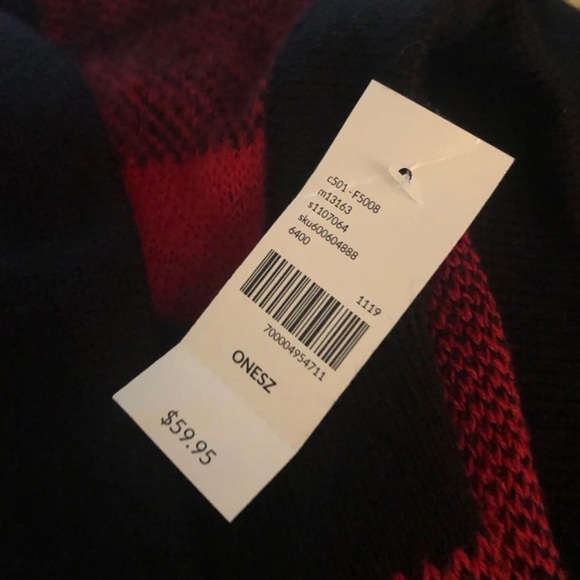 c501-F5008
m13163
s1107064
sku600604888
6400
1119
700004954711
ONESZ
$59.95